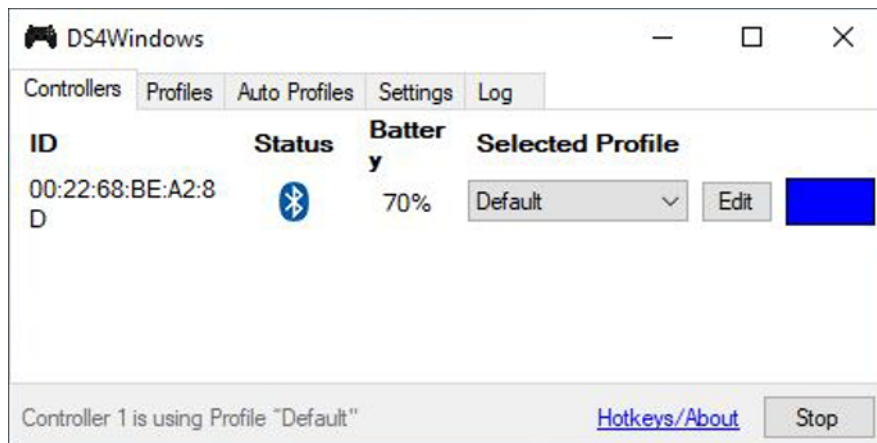 DS4Windows
Controllers Profiles Auto Profiles Settings Log
ID Status Batter
y Selected Profile
00:22:68:BE:A2:8
D 70% Default Edit
Controller 1 is using Profile "Default" Hotkeys/About Stop